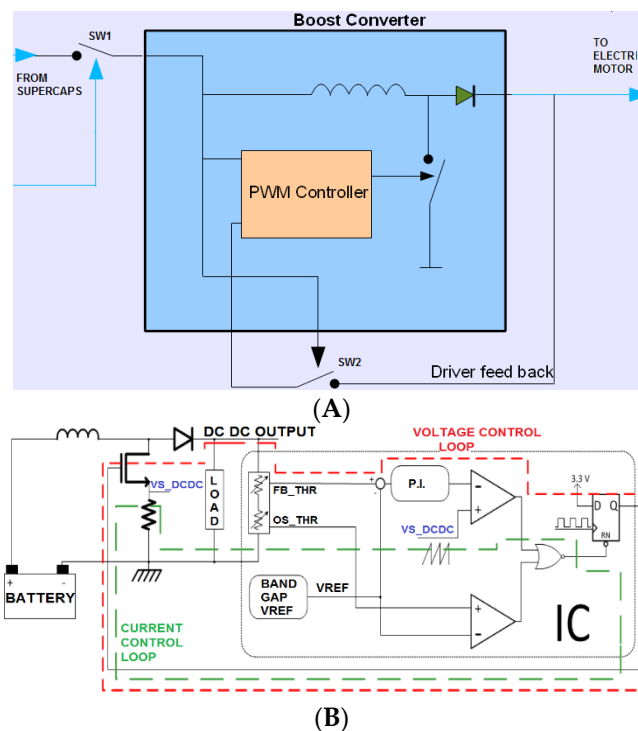 Boost Converter
SW1
TO
ELECTRI
MOTOR
FROM
SUPERCAPS
PWM Controller
SW2
Driver feed back
(A)
DC DC OUTPUT
VOLTAGE CONTROL
LOOP
VS_DCDC
LOAD
FB_THR
+
-
P.I.
-
+
3.3 V
D Q
RN
OS_THR
VS_DCDC
+ -
BATTERY
BAND
GAP
VREF
VREF
+
-
IC
CURRENT
CONTROL
LOOP
(B)